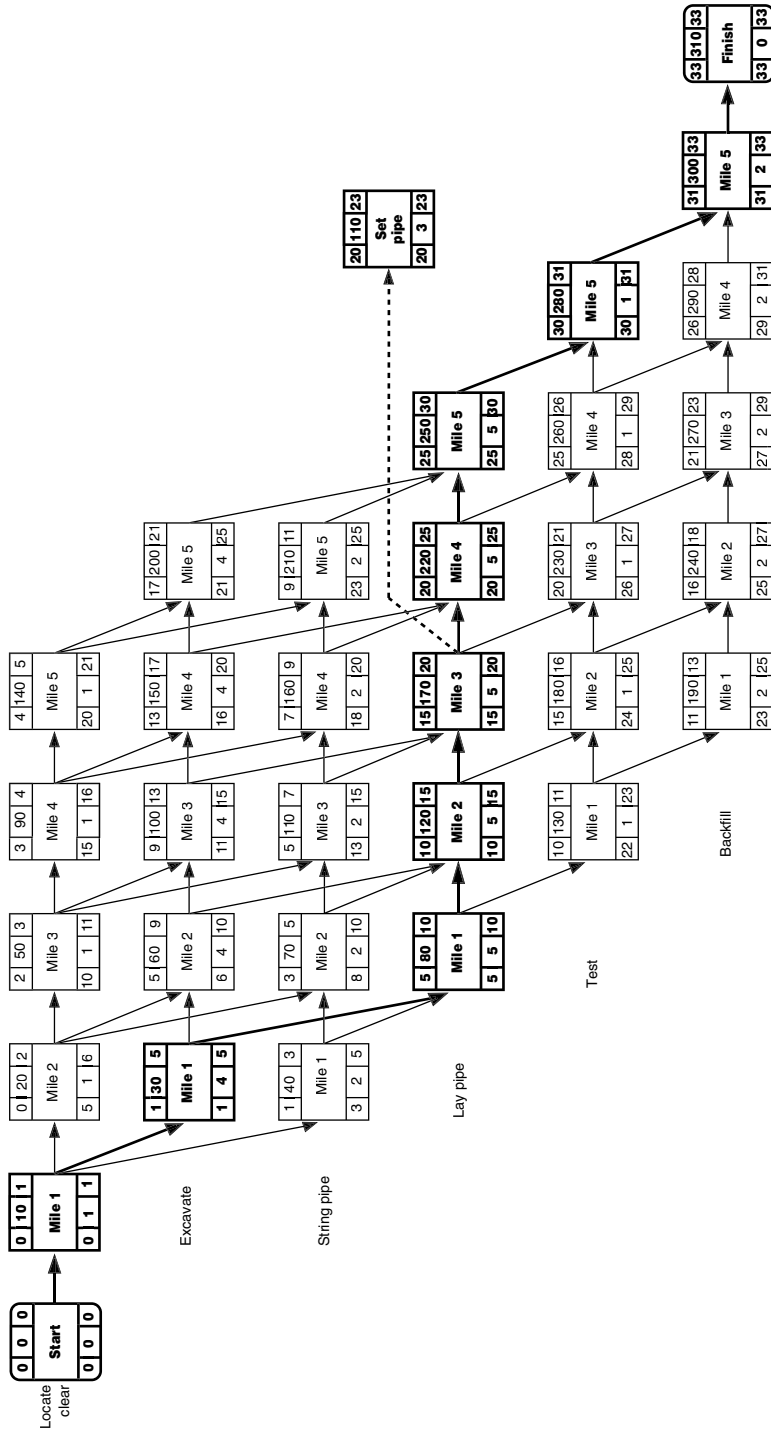 Locate
clear
0 0 0
Start
0 0 0
0 10 1
Mile 1
0 1 1
0 20 2
Mile 2
5 1 6
2 50 3
Mile 3
10 1 11
3 90 4
Mile 4
15 1 16
4 140 5
Mile 5
20 1 21
Excavate
1 30 5
Mile 1
1 4 5
5 60 9
Mile 2
6 4 10
9 100 13
Mile 3
11 4 15
13 150 17
Mile 4
16 4 20
17 200 21
Mile 5
21 4 25
String pipe
1 40 3
Mile 1
3 2 5
3 70 5
Mile 2
8 2 10
5 110 7
Mile 3
13 2 15
7 160 9
Mile 4
18 2 20
9 210 11
Mile 5
23 2 25
20 110 23
Set
pipe
20 3 23
Lay pipe
5 80 10
Mile 1
5 5 10
10 120 15
Mile 2
10 5 15
15 170 20
Mile 3
15 5 20
20 220 25
Mile 4
20 5 25
25 250 30
Mile 5
25 5 30
Test
10 130 11
Mile 1
22 1 23
15 180 16
Mile 2
24 1 25
20 230 21
Mile 3
26 1 27
25 260 26
Mile 4
28 1 29
30 280 31
Mile 5
30 1 31
Backfill
11 190 13
Mile 1
23 2 25
16 240 18
Mile 2
25 2 27
21 270 23
Mile 3
27 2 29
26 290 28
Mile 4
29 2 31
31 300 33
Mile 5
31 2 33
33 310 33
Finish
33 0 33